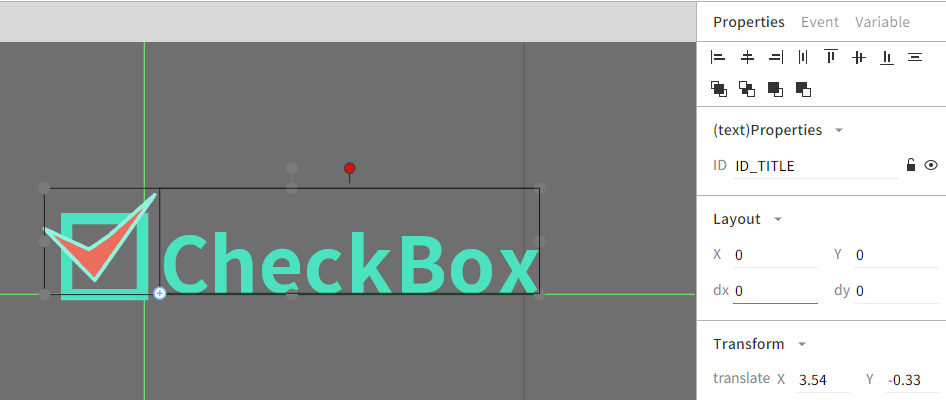 Properties Event Variable
(text)Properties
ID ID_TITLE
Layout
X 0 Y 0
dx 0 dy 0
CheckBox
Transform
translate X 3.54 Y -0.33